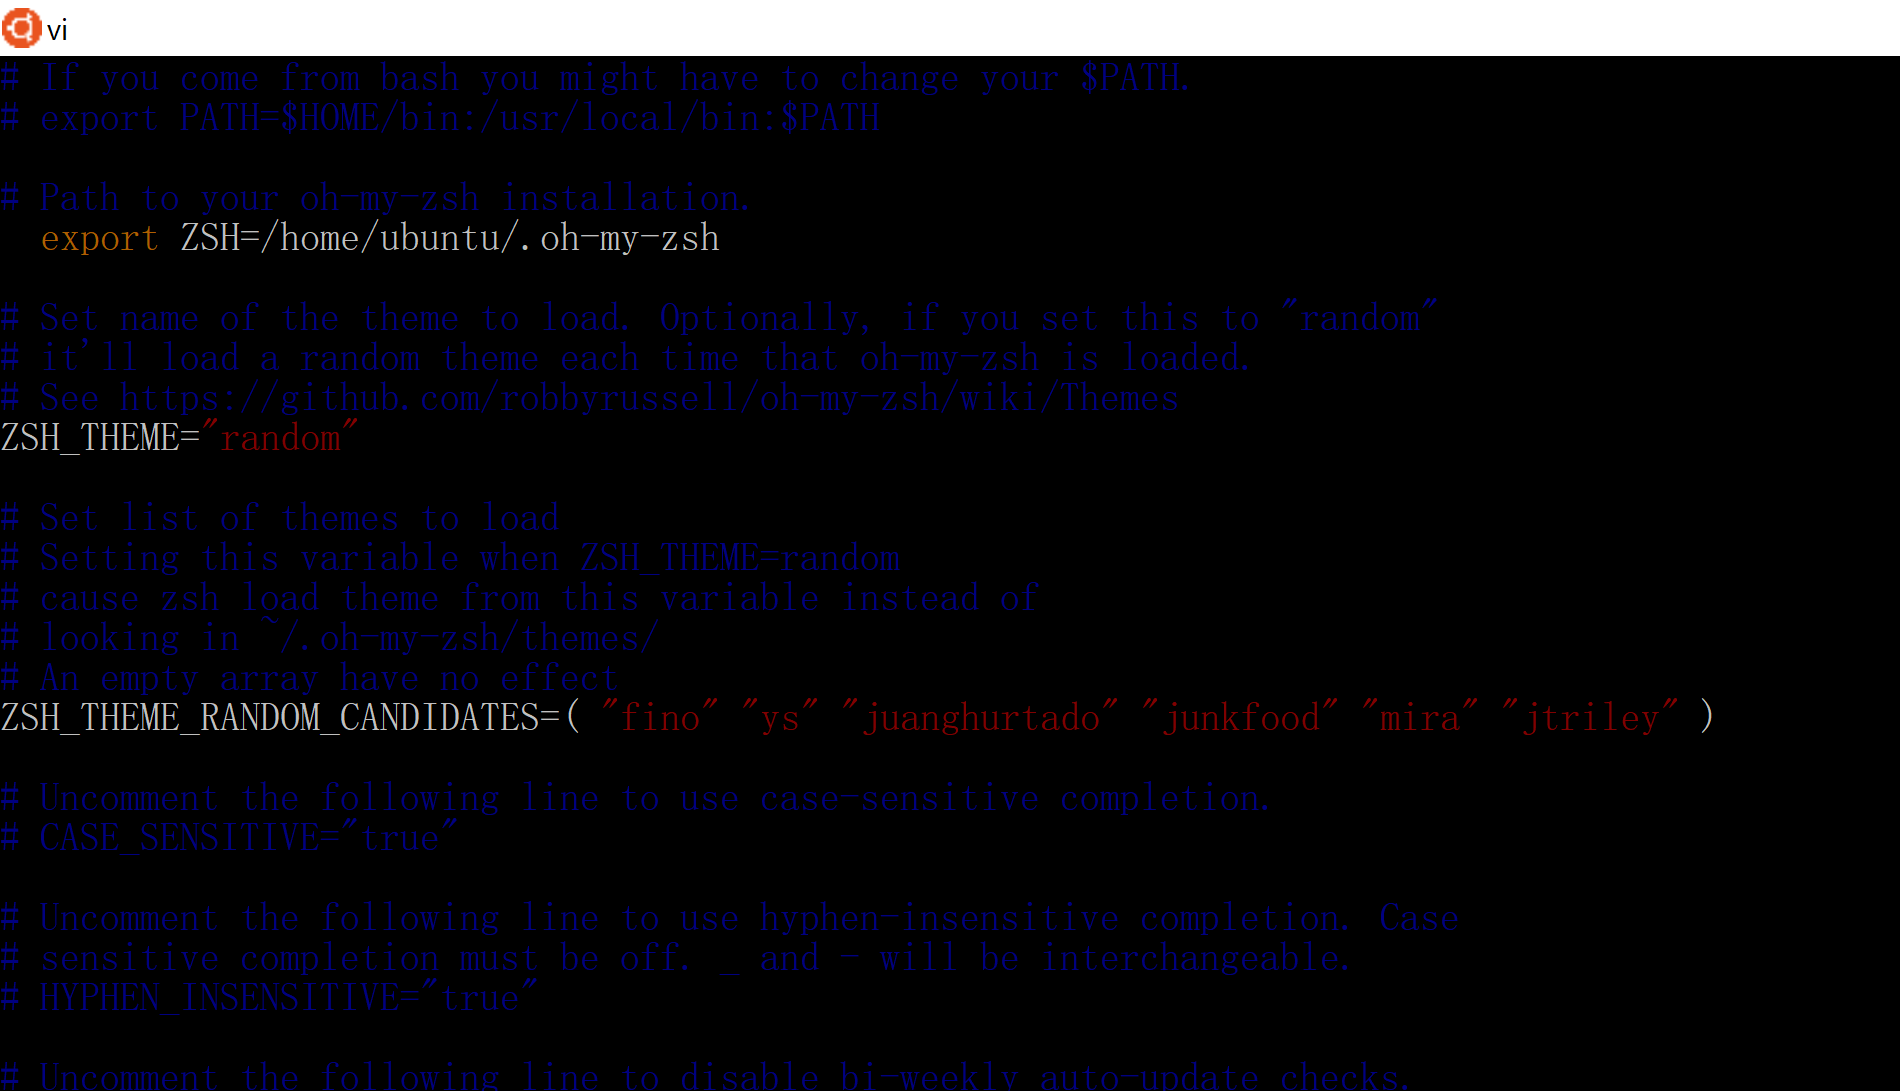 vi
# If you come from bash you might have to change your $PATH.
# export PATH=$HOME/bin:/usr/local/bin:$PATH
# Path to your oh-my-zsh installation.
export ZSH=/home/ubuntu/.oh-my-zsh
# Set name of the theme to load. Optionally, if you set this to "random"
# it'll load a random theme each time that oh-my-zsh is loaded.
# See https://github.com/robbyrussell/oh-my-zsh/wiki/Themes
ZSH_THEME="random"
# Set list of themes to load
# Setting this variable when ZSH_THEME=random
# cause zsh load theme from this variable instead of
# looking in ~/.oh-my-zsh/themes/
# An empty array have no effect
ZSH_THEME_RANDOM_CANDIDATES=( "fino" "ys" "juanghurtado" "junkfood" "mira" "jtriley" )
# Uncomment the following line to use case-sensitive completion.
# CASE_SENSITIVE="true"
# Uncomment the following line to use hyphen-insensitive completion. Case
# sensitive completion must be off. _ and - will be interchangeable.
# HYPHEN_INSENSITIVE="true"
# Uncomment the following line to disable bi-weekly auto-update checks.